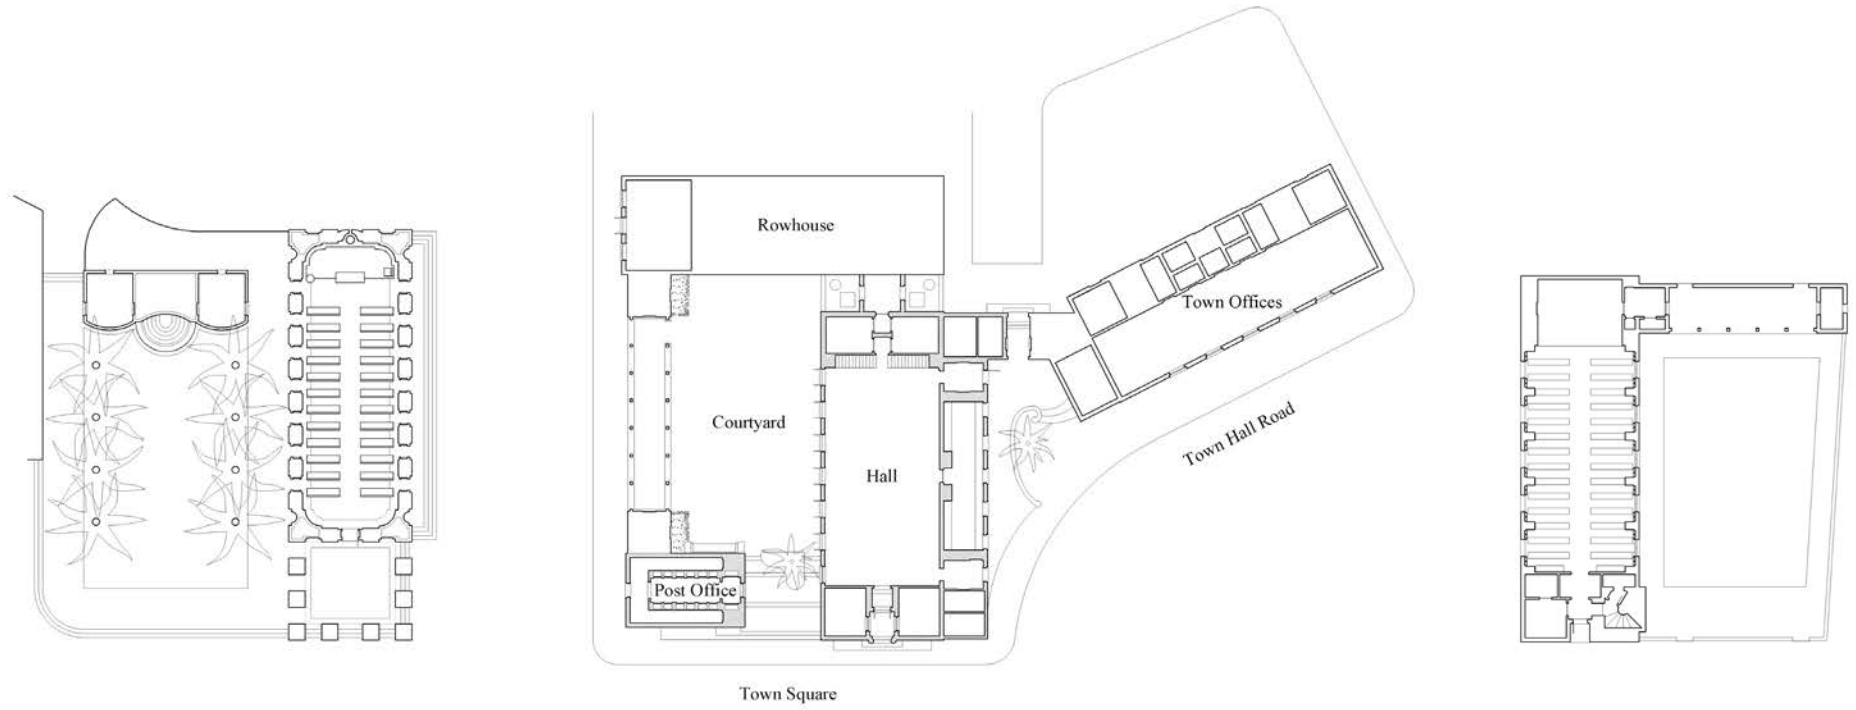 Rowhouse
Town Offices
Courtyard
Town Hall Road
Hall
Post Office
Town Square